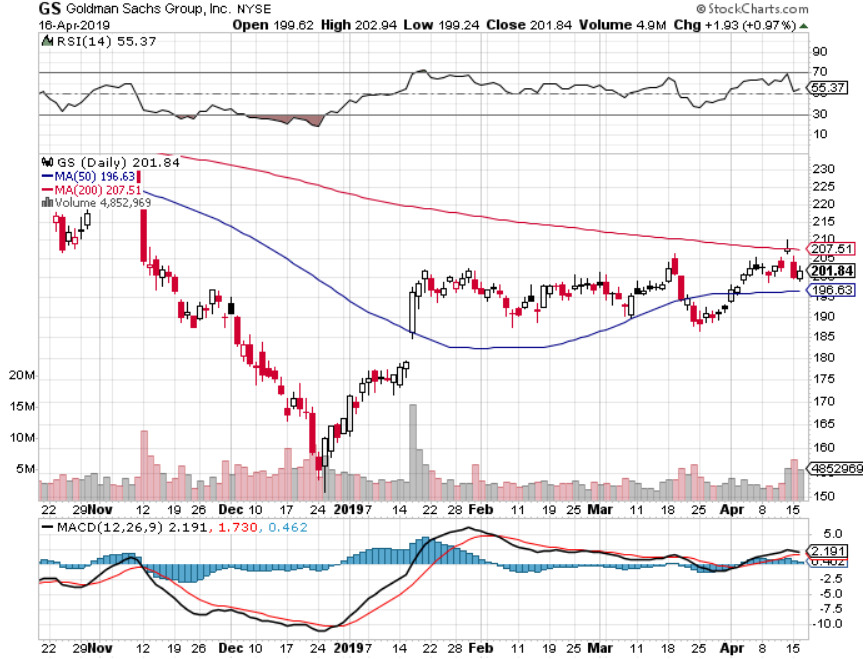 GS Goldman Sachs Group, Inc. NYSE © StockCharts.com
16-Apr-2019 Open 199.62 High 202.94 Low 199.24 Close 201.84 Volume 4.9M Chg +1.93 (+0.97%)
RSI(14) 55.37
90
70
55.37
30
10
GS (Daily) 201.84
MA(50) 196.63
MA(200) 207.51
Volume 4,852,969
230
225
220
215
210
207.51
205
201.84
196.63
195
190
185
180
20M 175
15M 170
165
10M 160
5M 4852969
150
22 29 Nov 12 19 26 Dec 10 17 24 2019 7 14 22 28 Feb 11 19 25 Mar 11 18 25 Apr 8 15
MACD(12,26,9) 2.191, 1.730, 0.462
5.0
2.191
0.462
-2.5
-5.0
-7.5
-10.0
22 29 Nov 12 19 26 Dec 10 17 24 2019 7 14 22 28 Feb 11 19 25 Mar 11 18 25 Apr 8 15